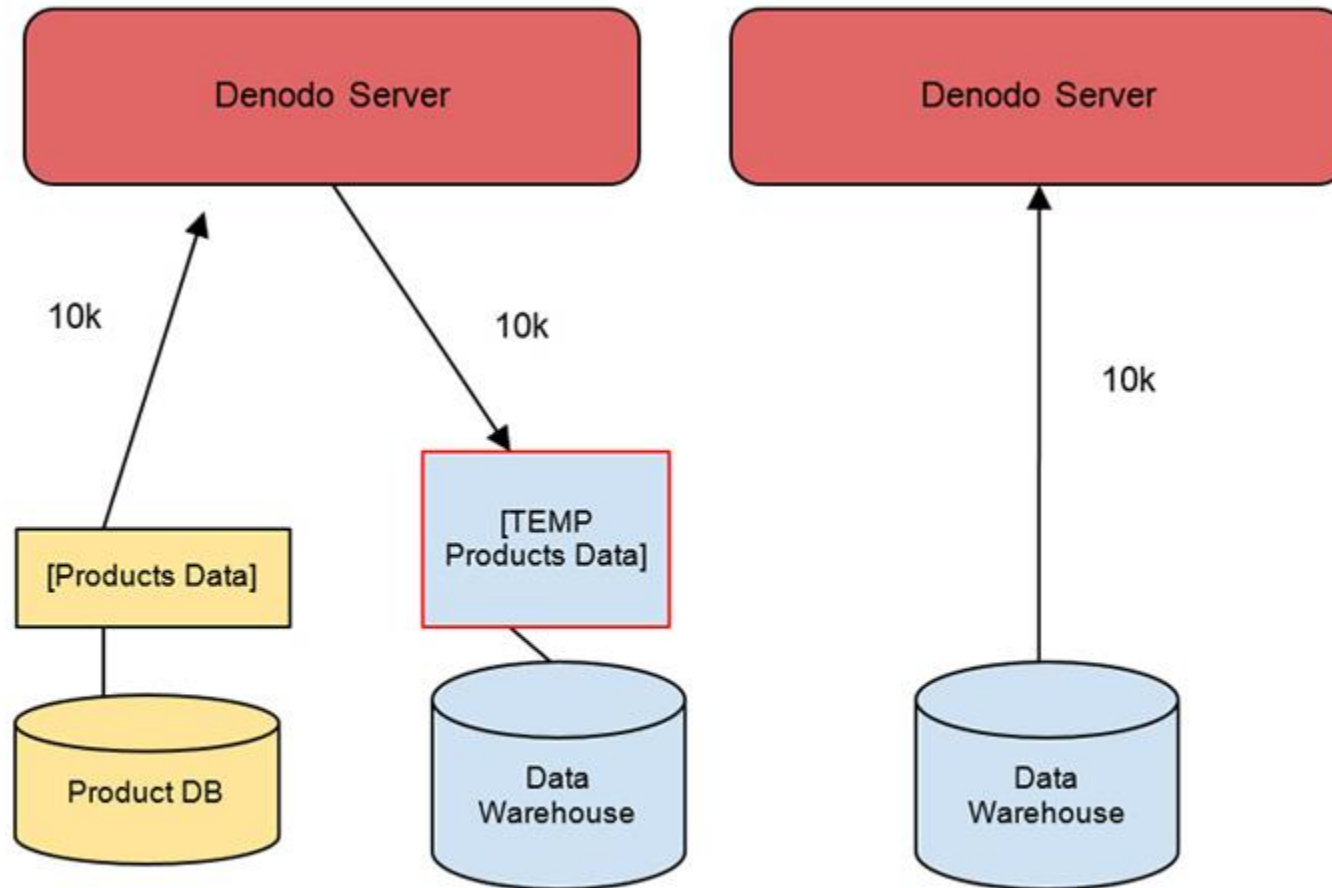 Denodo Server
Denodo Server
10k
10k
10k
[Products Data]
[TEMP
Products Data]
Product DB
Data
Warehouse
Data
Warehouse